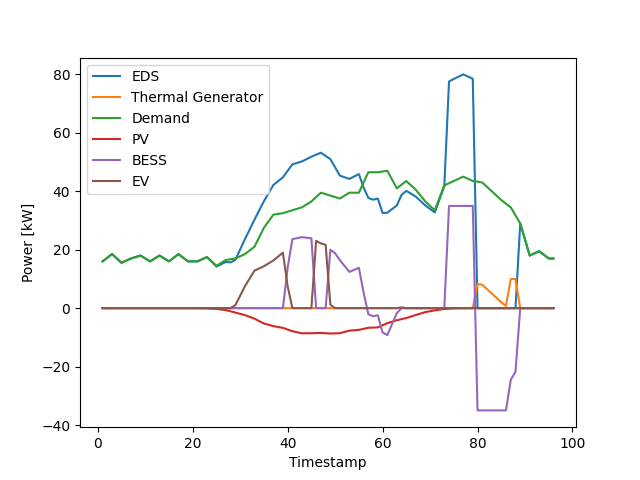 EDS
Thermal Generator
Demand
PV
BESS
EV
Power [kW]
80
60
40
20
0
−20
−40
0 20 40 60 80 100
Timestamp